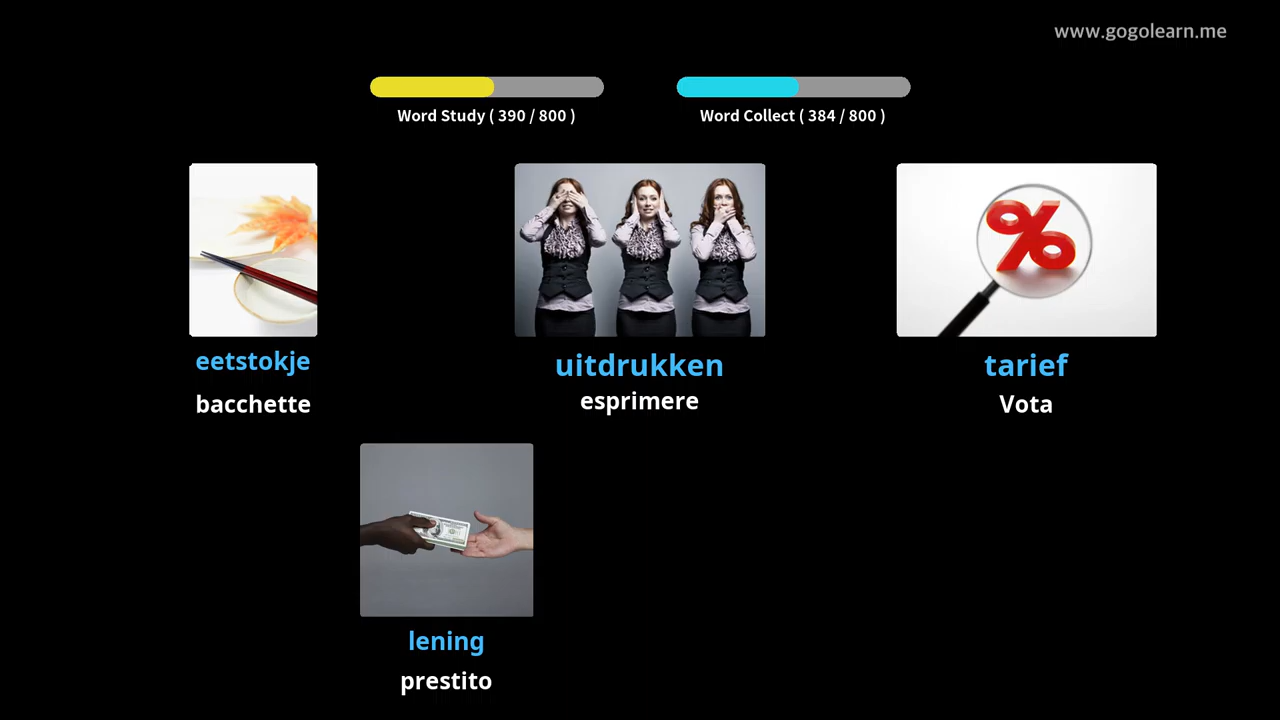 www.gogolearn.me
Word Study ( 390 / 800 )
Word Collect ( 384 / 800 )
eetstokje
bacchette
uitdrukken
esprimere
tarief
Vota
lening
prestito